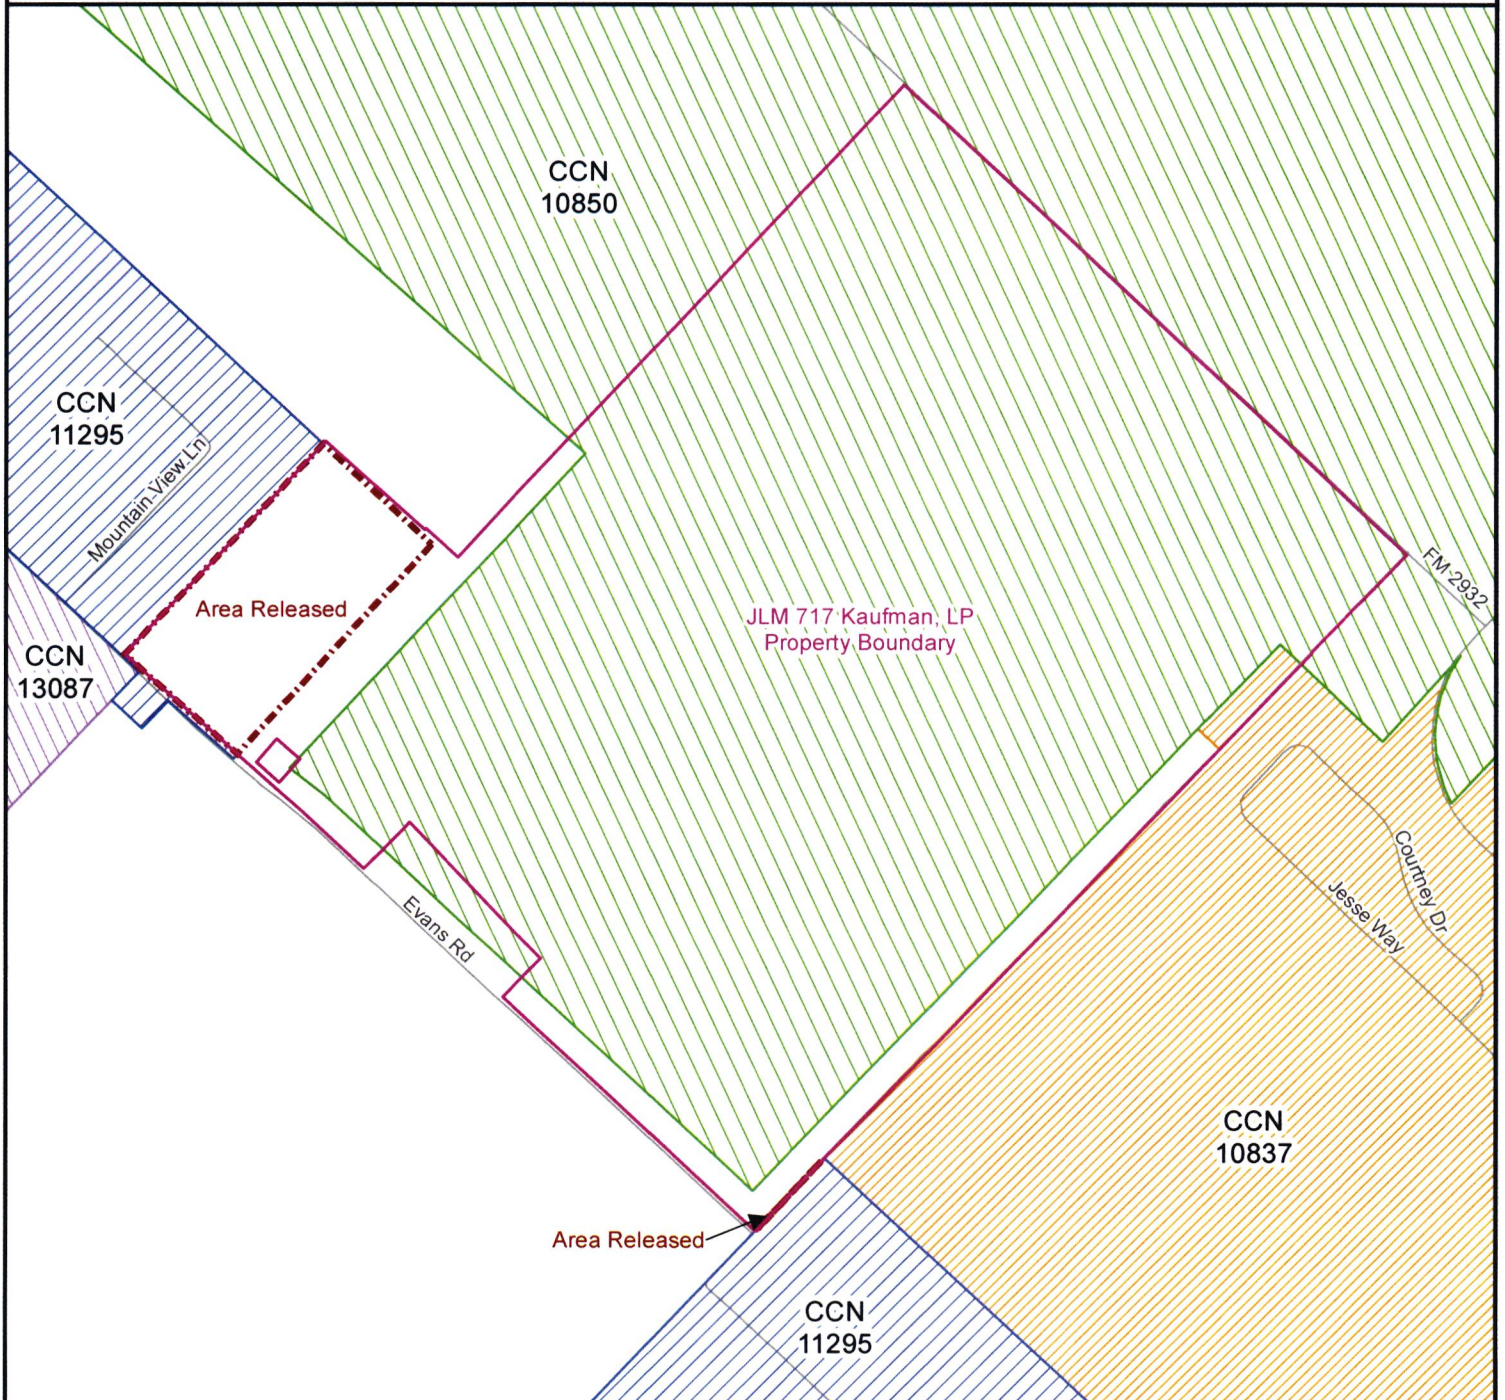 CCN
10850
CCN
11295
Mountain View Ln
Area Released
CCN
13087
JLM 717 Kaufman, LP
Property Boundary
FM-2932
Courtney Dr
Jesse Way
Evans Rd
CCN
10837
Area Released
CCN
11295